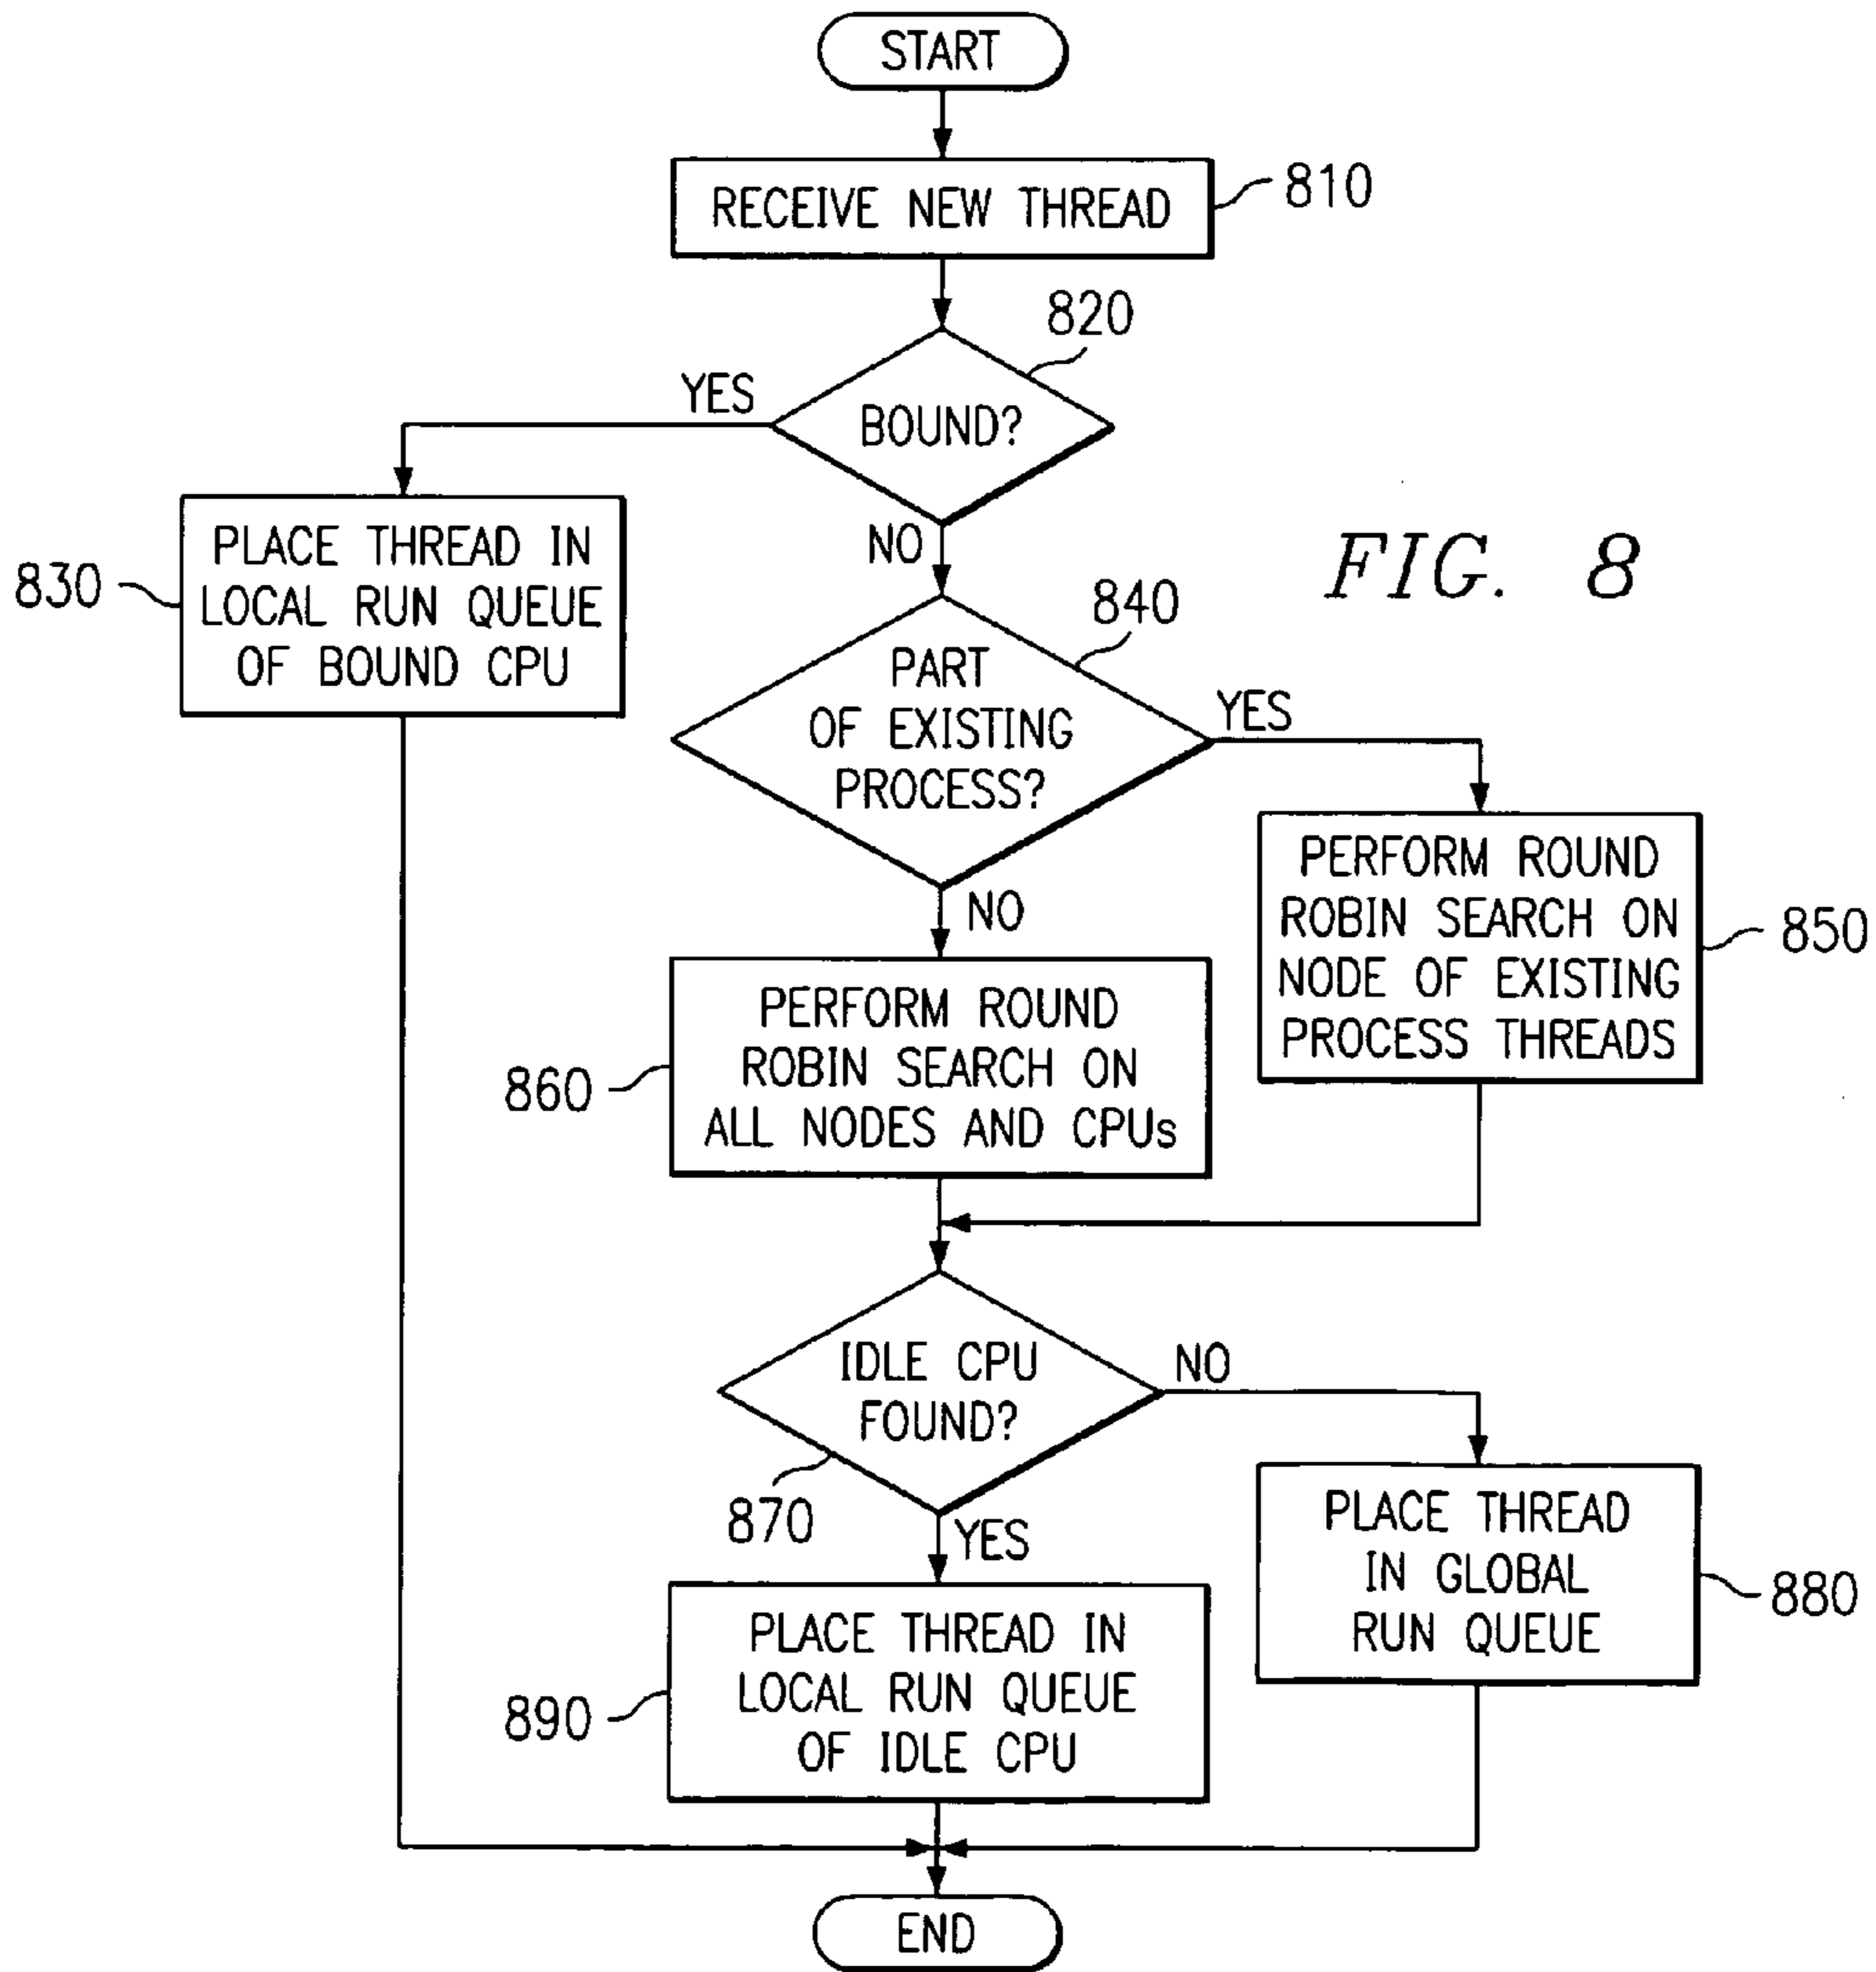 START
RECEIVE NEW THREAD
810
820
YES
BOUND?
NO
FIG. 8
830
PLACE THREAD IN
LOCAL RUN QUEUE
OF BOUND CPU
840
PART
OF EXISTING
PROCESS?
YES
NO
PERFORM ROUND
ROBIN SEARCH ON
NODE OF EXISTING
PROCESS THREADS
850
860
PERFORM ROUND
ROBIN SEARCH ON
ALL NODES AND CPUs
IDLE CPU
FOUND?
NO
870
YES
PLACE THREAD
IN GLOBAL
RUN QUEUE
880
890
PLACE THREAD IN
LOCAL RUN QUEUE
OF IDLE CPU
END